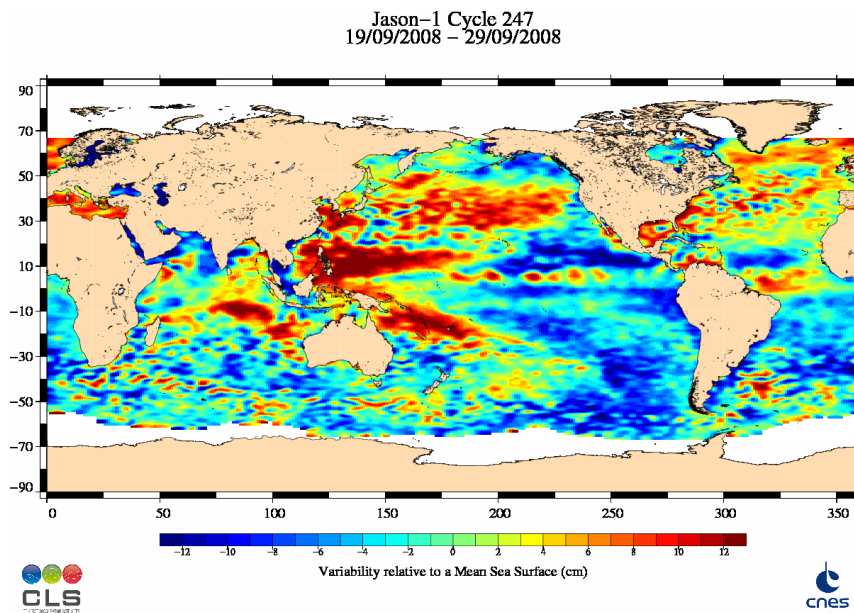 Jason-1 Cycle 247
19/09/2008 - 29/09/2008
90
70
50
30
10
-10
-30
-50
-70
-90
0 50 100 150 200 250 300 350
-12 -10 -8 -6 -4 -2 0 2 4 6 8 10 12
Variability relative to a Mean Sea Surface (cm)
CLS
cnes